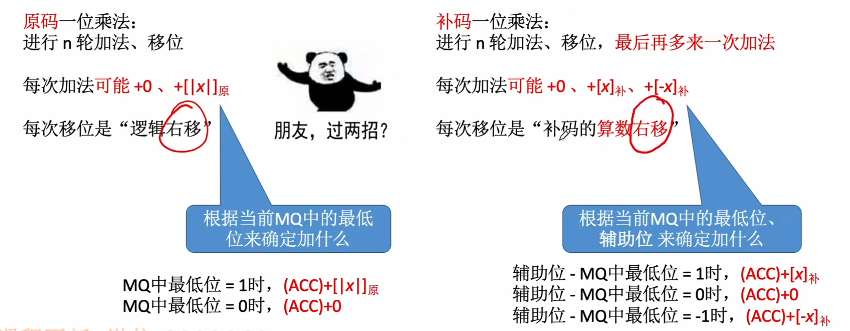 原码一位乘法：
进行 n 轮加法、移位
每次加法可能 +0 、+[|x|]原
每次移位是“逻辑右移”
朋友，过两招？
根据当前MQ中的最低
位来确定加什么
MQ中最低位 = 1时，(ACC)+[|x|]原
MQ中最低位 = 0时，(ACC)+0
补码一位乘法：
进行 n 轮加法、移位，最后再多来一次加法
每次加法可能 +0 、+[x]补、+[-x]补
每次移位是“补码的算数右移”
根据当前MQ中的最低位、
辅助位 来确定加什么
辅助位 - MQ中最低位 = 1时，(ACC)+[x]补
辅助位 - MQ中最低位 = 0时，(ACC)+0
辅助位 - MQ中最低位 = -1时，(ACC)+[-x]补